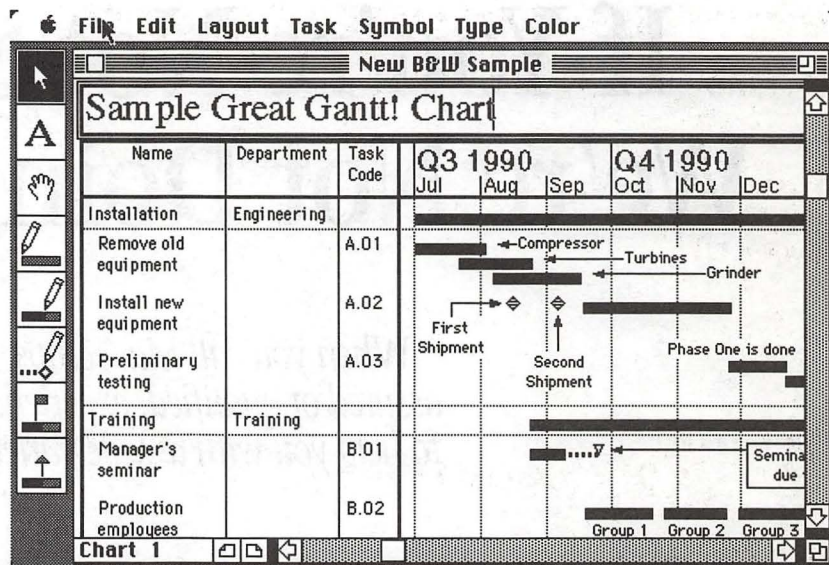 File Edit Layout Task Symbol Type Color
New B&W Sample
Sample Great Gantt! Chart
A
Name Department Task Code
Q3 1990 Q4 1990
Jul Aug Sep Oct Nov Dec
Installation Engineering
Remove old equipment A.01
Compressor
Turbines
Grinder
Install new equipment A.02
First Shipment
Second Shipment
Preliminary testing A.03
Phase One is done
Training Training
Manager's seminar B.01
due
Production employees B.02
Group 1 Group 2 Group 3
Chart 1